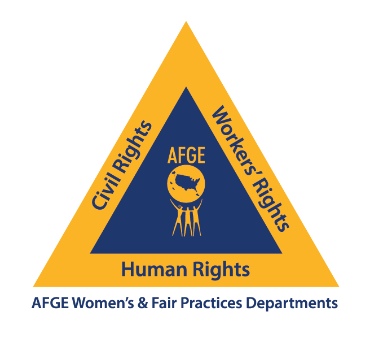 Civil Rights
Workers' Rights
AFGE
Human Rights
AFGE Women's & Fair Practices Departments